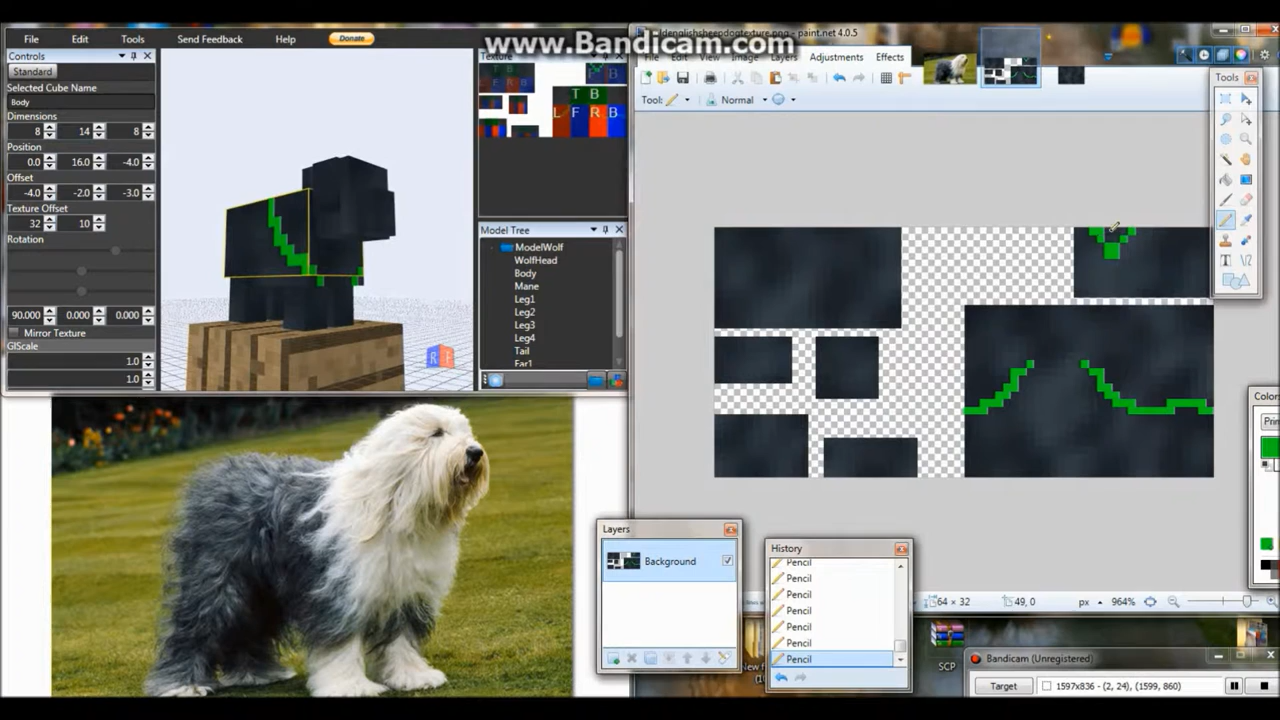 www.Bandicam.com
File Edit Tools Send Feedback Help Donate
Controls
Standard
Selected Cube Name
Body
Dimensions
8 14 8
Position
0.0 16.0 -4.0
Offset
-4.0 -2.0 -3.0
Texture Offset
32 10
Rotation
90.000 0.000 0.000
Mirror Texture
GlScale
1.0
1.0
Texture
T B
L F R B
Model Tree
ModelWolf
WolfHead
Body
Mane
Leg1
Leg2
Leg3
Leg4
Tail
Ear1
R F
ldenglishsheepdogtexture.png - paint.net 4.0.5
File Edit View Image Layers Adjustments Effects
Tool: Normal
Tools
T
Colors
Layers
Background
History
Pencil
Pencil
Pencil
Pencil
Pencil
Pencil
Pencil
64 × 32 49, 0 px 964%
New f
SCP
Bandicam (Unregistered)
Target 1597x836 - (2, 24), (1599, 860)